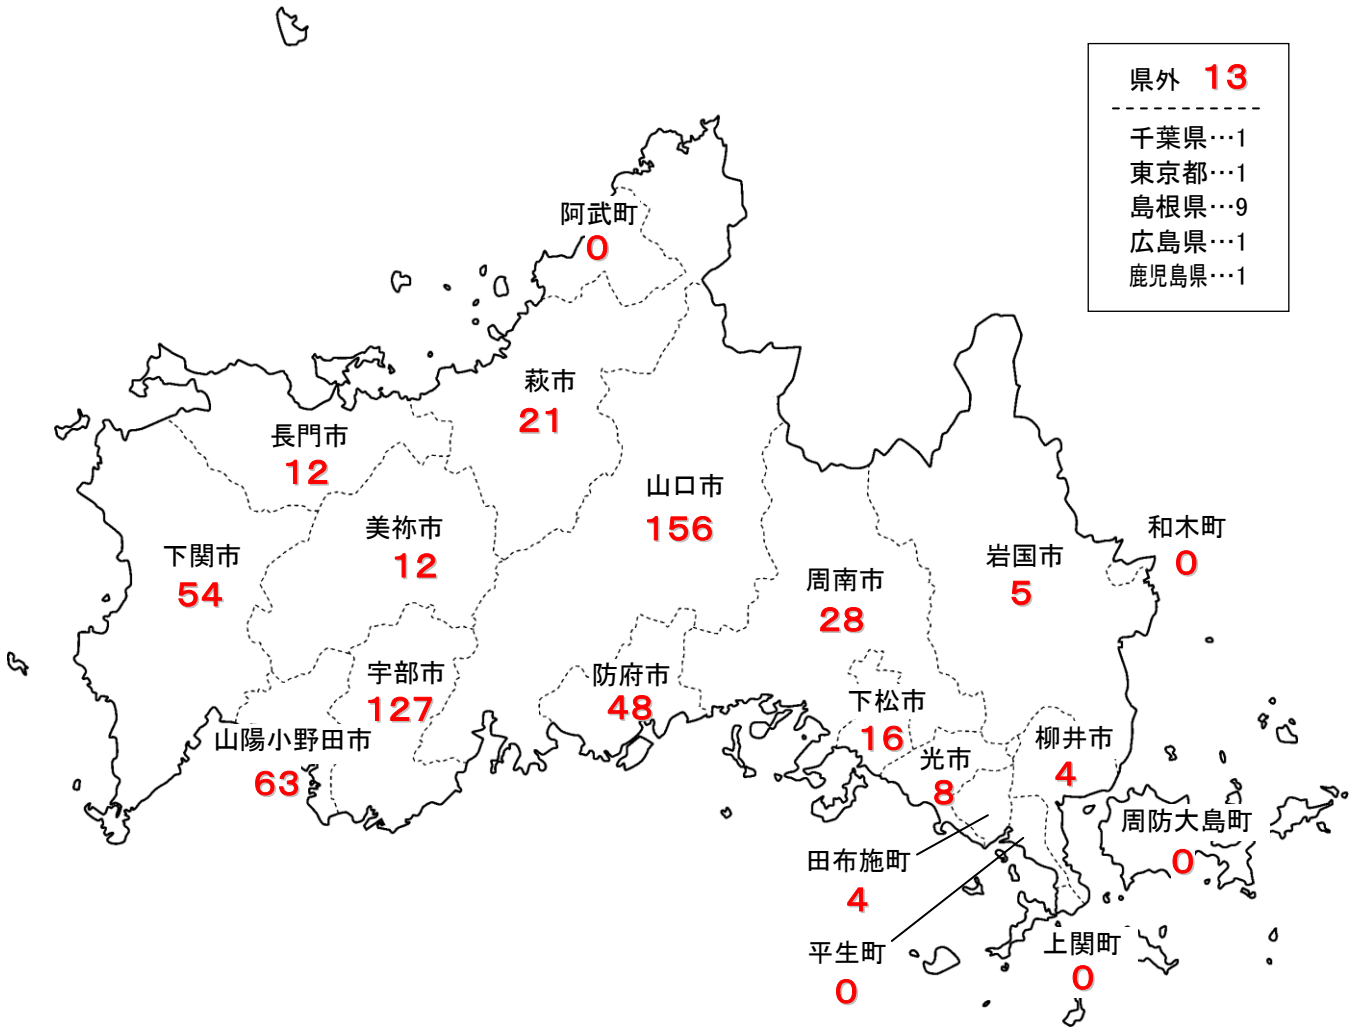 県外 13
千葉県…1
東京都…1
島根県…9
広島県…1
鹿児島県…1
阿武町
0
萩市
21
長門市
12
山口市
156
美祢市
12
下関市
54
和木町
0
岩国市
5
周南市
28
宇部市
127
防府市
48
下松市
16
山陽小野田市
63
光市
8
柳井市
4
周防大島町
0
田布施町
4
平生町
0
上関町
0